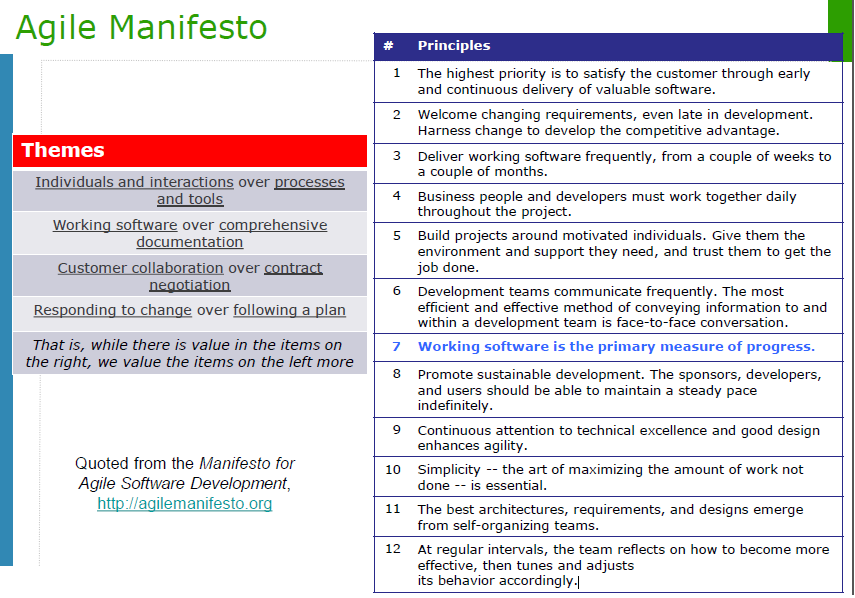 Agile Manifesto
Themes
Individuals and interactions over processes
and tools
Working software over comprehensive
documentation
Customer collaboration over contract
negotiation
Responding to change over following a plan
That is, while there is value in the items on
the right, we value the items on the left more
Quoted from the Manifesto for
Agile Software Development,
http://agilemanifesto.org
# Principles
1 The highest priority is to satisfy the customer through early
and continuous delivery of valuable software.
2 Welcome changing requirements, even late in development.
Harness change to develop the competitive advantage.
3 Deliver working software frequently, from a couple of weeks to
a couple of months.
4 Business people and developers must work together daily
throughout the project.
5 Build projects around motivated individuals. Give them the
environment and support they need, and trust them to get the
job done.
6 Development teams communicate frequently. The most
efficient and effective method of conveying information to and
within a development team is face-to-face conversation.
7 Working software is the primary measure of progress.
8 Promote sustainable development. The sponsors, developers,
and users should be able to maintain a steady pace
indefinitely.
9 Continuous attention to technical excellence and good design
enhances agility.
10 Simplicity -- the art of maximizing the amount of work not
done -- is essential.
11 The best architectures, requirements, and designs emerge
from self-organizing teams.
12 At regular intervals, the team reflects on how to become more
effective, then tunes and adjusts
its behavior accordingly.